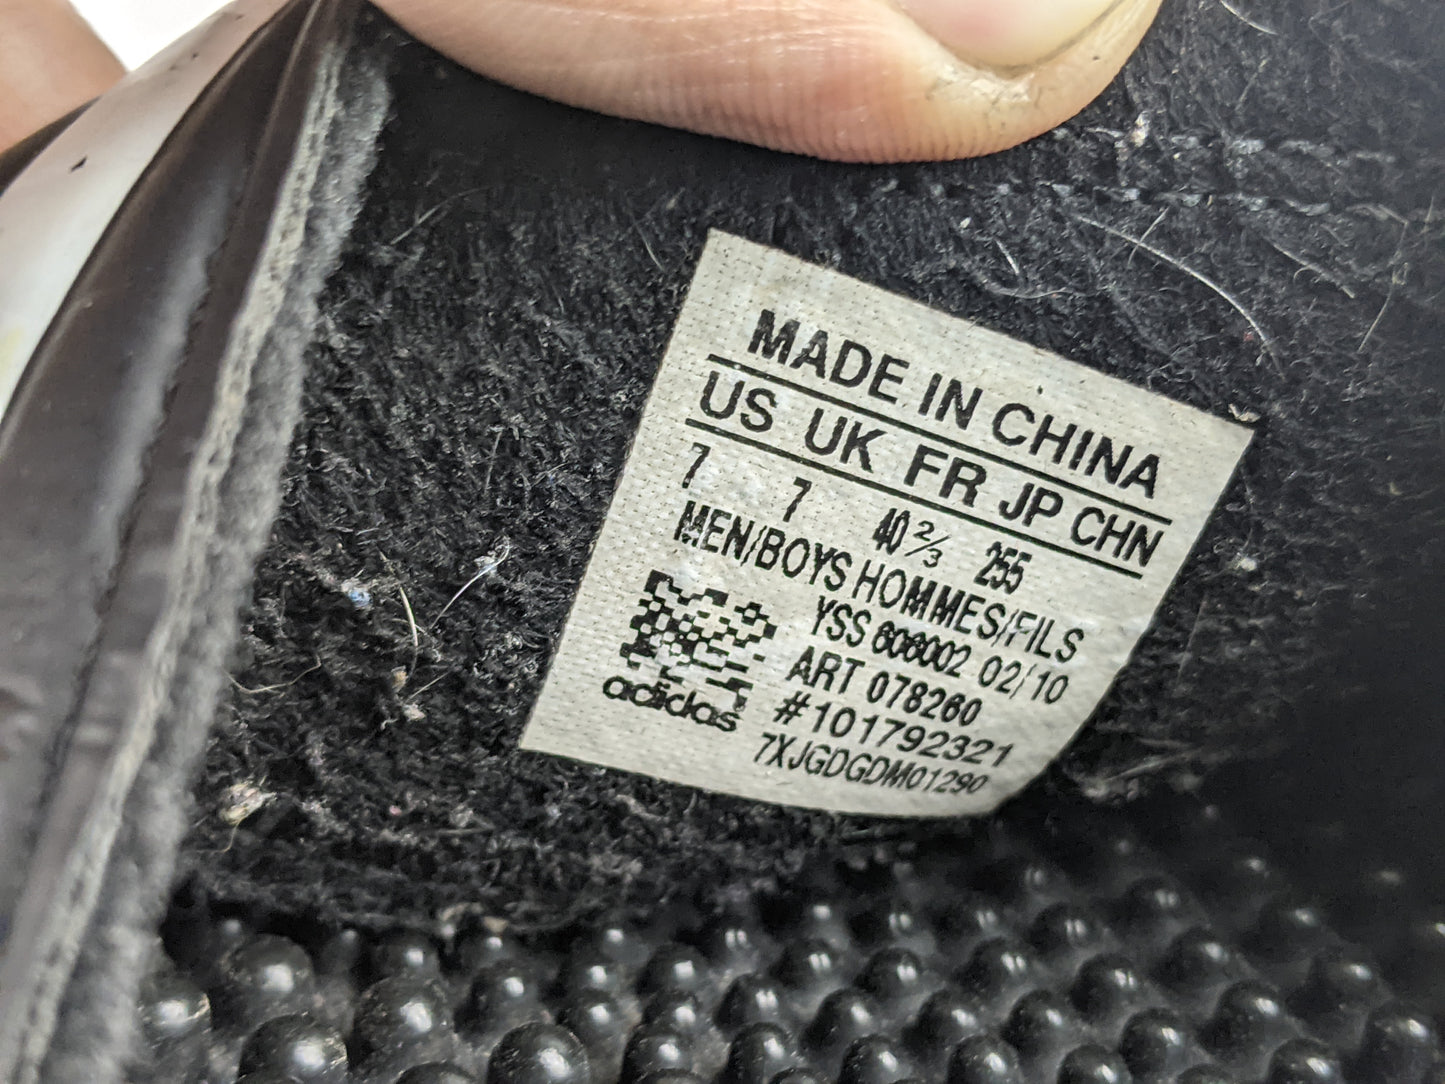 MADE IN CHINA
US UK FR JP CHN
7 7 40 2/3 255
MEN/BOYS HOMMES/FILS
YSS 606002 02/10
ART 078260
#101792321
7XJGDGDM01290
adidas